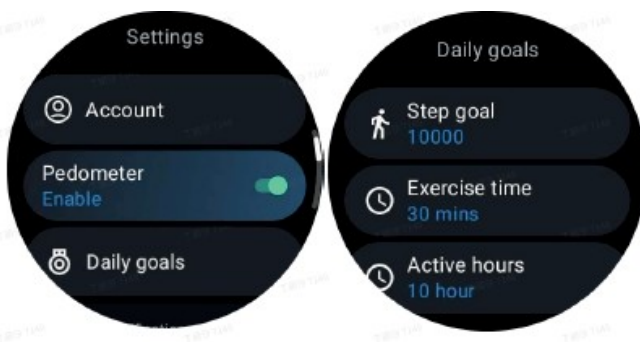 Settings
Account
Pedometer
Enable
Daily goals
Daily goals
Step goal
10000
Exercise time
30 mins
Active hours
10 hour